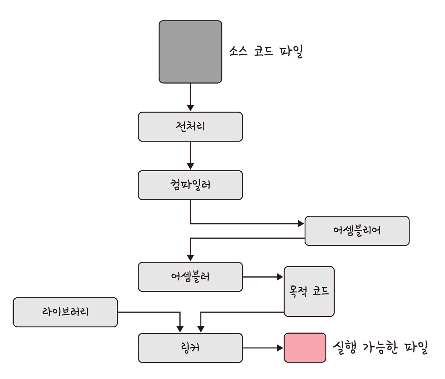 소스 코드 파일
전처리
컴파일러
어셈블리어
어셈블러
목적 코드
라이브러리
링커
실행 가능한 파일